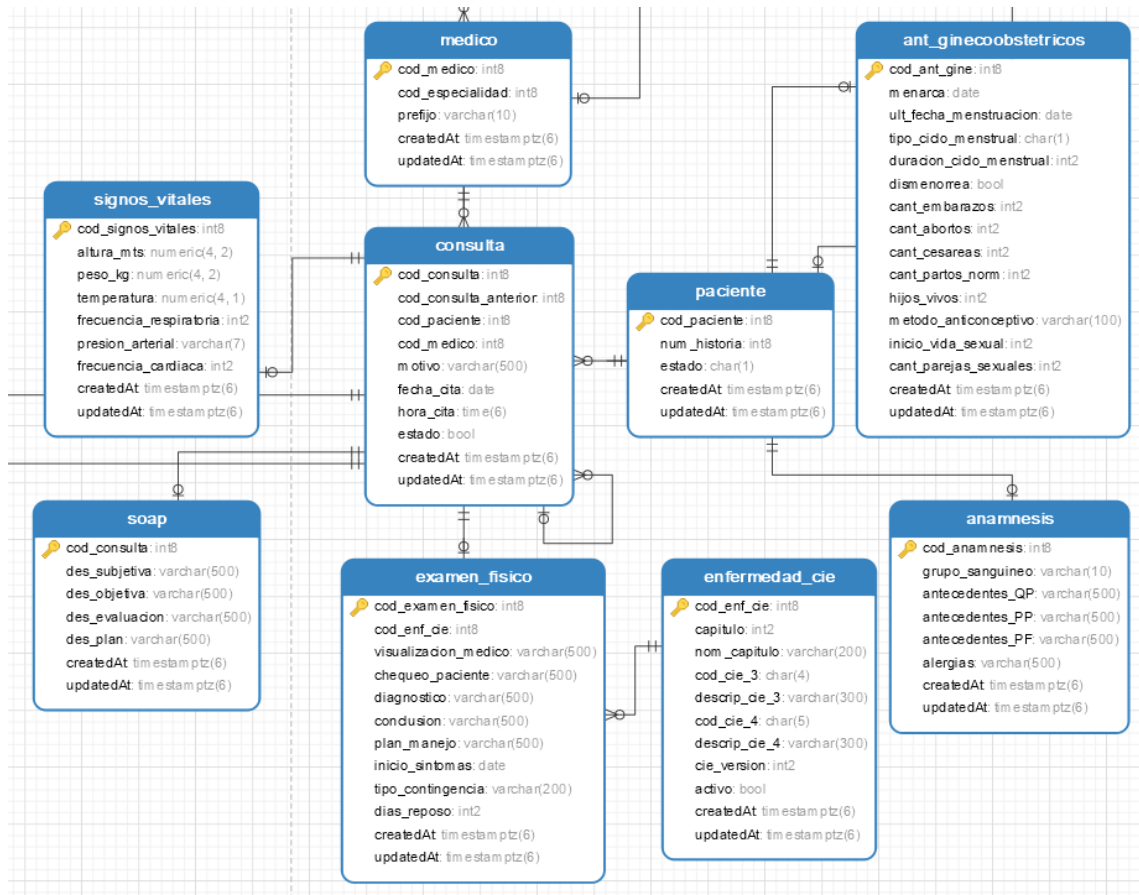 medico
cod_medico: int8
cod_especialidad: int8
prefijo: varchar(10)
createdAt: timestamptz(6)
updatedAt: timestamptz(6)
ant_ginecoobstetricos
cod_ant_gine: int8
menarca: date
ult_fecha_menstruacion: date
tipo_ciclo_menstrual: char(1)
duracion_ciclo_menstrual: int2
dismenorrea: bool
cant_embarazos: int2
cant_abortos: int2
cant_cesareas: int2
cant_partos_norm: int2
hijos_vivos: int2
metodo_anticonceptivo: varchar(100)
inicio_vida_sexual: int2
cant_parejas_sexuales: int2
createdAt: timestamptz(6)
updatedAt: timestamptz(6)
signos_vitales
cod_signos_vitales: int8
altura_mts: numeric(4, 2)
peso_kg: numeric(4, 2)
temperatura: numeric(4, 1)
frecuencia_respiratoria: int2
presion_arterial: varchar(7)
frecuencia_cardiaca: int2
createdAt: timestamptz(6)
updatedAt: timestamptz(6)
consulta
cod_consulta: int8
cod_consulta_anterior: int8
cod_paciente: int8
cod_medico: int8
motivo: varchar(500)
fecha_cita: date
hora_cita: time(6)
estado: bool
createdAt: timestamptz(6)
updatedAt: timestamptz(6)
paciente
cod_paciente: int8
num_historia: int8
estado: char(1)
createdAt: timestamptz(6)
updatedAt: timestamptz(6)
soap
cod_consulta: int8
des_subjetiva: varchar(500)
des_objetiva: varchar(500)
des_evaluacion: varchar(500)
des_plan: varchar(500)
createdAt: timestamptz(6)
updatedAt: timestamptz(6)
examen_fisico
cod_examen_fisico: int8
cod_enf_cie: int8
visualizacion_medico: varchar(500)
chequeo_paciente: varchar(500)
diagnostico: varchar(500)
conclusion: varchar(500)
plan_manejo: varchar(500)
inicio_sintomas: date
tipo_contingencia: varchar(200)
dias_reposo: int2
createdAt: timestamptz(6)
updatedAt: timestamptz(6)
enfermedad_cie
cod_enf_cie: int8
capitulo: int2
nom_capitulo: varchar(200)
cod_cie_3: char(4)
descrip_cie_3: varchar(300)
cod_cie_4: char(5)
descrip_cie_4: varchar(300)
cie_version: int2
activo: bool
createdAt: timestamptz(6)
updatedAt: timestamptz(6)
anamnesis
cod_anamnesis: int8
grupo_sanguineo: varchar(10)
antecedentes_QP: varchar(500)
antecedentes_PP: varchar(500)
antecedentes_PF: varchar(500)
alergias: varchar(500)
createdAt: timestamptz(6)
updatedAt: timestamptz(6)